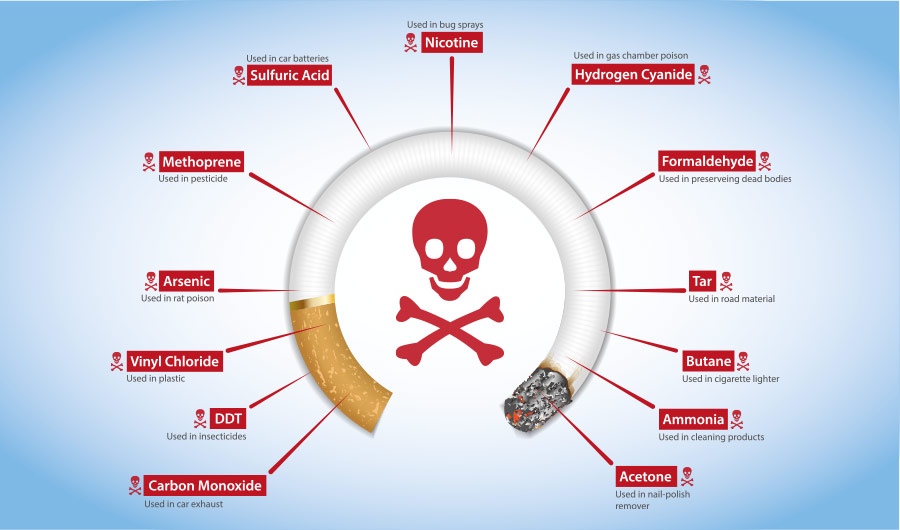 Used in bug sprays
Nicotine
Used in car batteries
Sulfuric Acid
Used in gas chamber poison
Hydrogen Cyanide
Methoprene
Used in pesticide
Formaldehyde
Used in preserveing dead bodies
Arsenic
Used in rat poison
Tar
Used in road material
Vinyl Chloride
Used in plastic
Butane
Used in cigarette lighter
DDT
Used in insecticides
Ammonia
Used in cleaning products
Carbon Monoxide
Used in car exhaust
Acetone
Used in nail-polish
remover